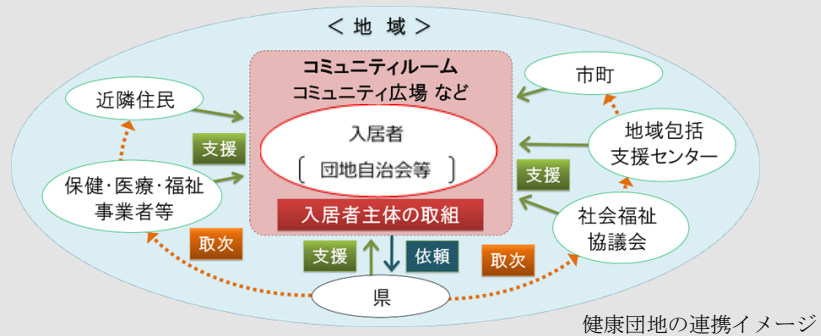 ＜ 地 域 ＞
コミュニティルーム
コミュニティ広場 など
入居者
〔 団地自治会等 〕
入居者主体の取組
近隣住民
支援
保健・医療・福祉
事業者等
取次
市町
地域包括
支援センター
支援
社会福祉
協議会
支援
依頼
取次
県
健康団地の連携イメージ